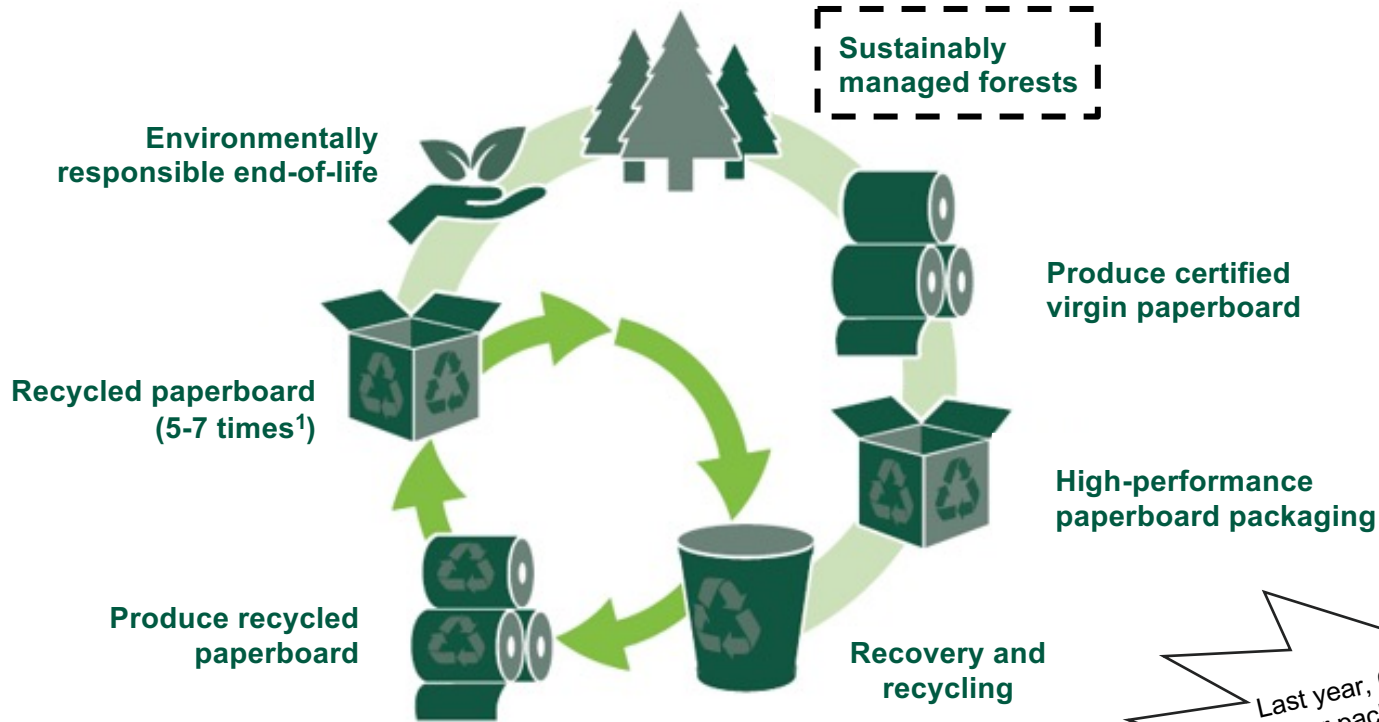 Sustainably
managed forests
Environmentally
responsible end-of-life
Produce certified
virgin paperboard
Recycled paperboard
(5-7 times¹)
High-performance
paperboard packaging
Produce recycled
paperboard
Recovery and
recycling
Last year,